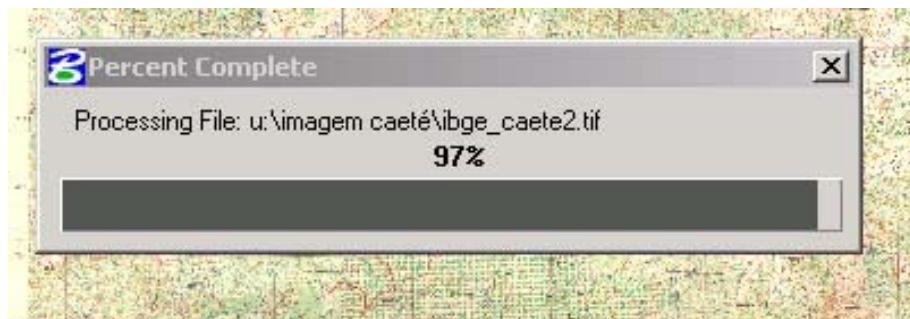 Percent Complete
Processing File: u:\imagem caeté\ibge_caete2.tif
97%